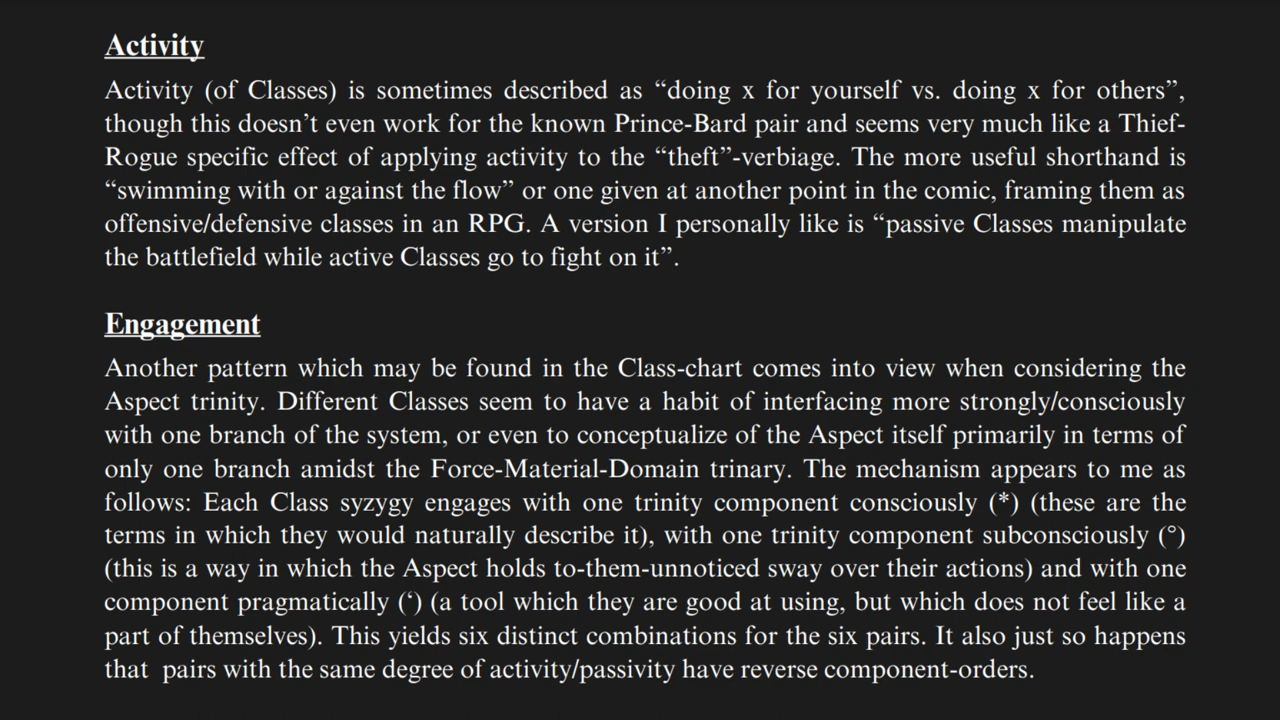 Activity
Activity (of Classes) is sometimes described as “doing x for yourself vs. doing x for others”,
though this doesn’t even work for the known Prince-Bard pair and seems very much like a Thief-
Rogue specific effect of applying activity to the “theft”-verbiage. The more useful shorthand is
“swimming with or against the flow” or one given at another point in the comic, framing them as
offensive/defensive classes in an RPG. A version I personally like is “passive Classes manipulate
the battlefield while active Classes go to fight on it”.
Engagement
Another pattern which may be found in the Class-chart comes into view when considering the
Aspect trinity. Different Classes seem to have a habit of interfacing more strongly/consciously
with one branch of the system, or even to conceptualize of the Aspect itself primarily in terms of
only one branch amidst the Force-Material-Domain trinary. The mechanism appears to me as
follows: Each Class syzygy engages with one trinity component consciously (*) (these are the
terms in which they would naturally describe it), with one trinity component subconsciously (°)
(this is a way in which the Aspect holds to-them-unnoticed sway over their actions) and with one
component pragmatically (‘) (a tool which they are good at using, but which does not feel like a
part of themselves). This yields six distinct combinations for the six pairs. It also just so happens
that  pairs with the same degree of activity/passivity have reverse component-orders.